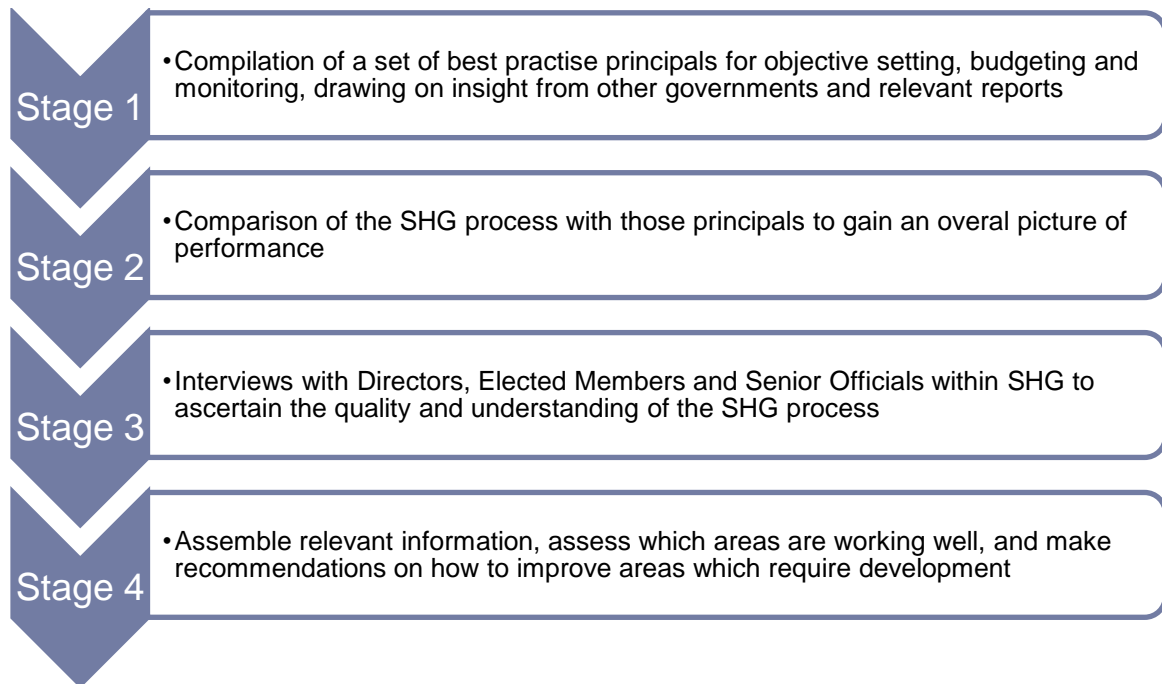 Stage 1
•Compilation of a set of best practise principals for objective setting, budgeting and
monitoring, drawing on insight from other governments and relevant reports
Stage 2
•Comparison of the SHG process with those principals to gain an overal picture of
performance
Stage 3
•Interviews with Directors, Elected Members and Senior Officials within SHG to
ascertain the quality and understanding of the SHG process
Stage 4
•Assemble relevant information, assess which areas are working well, and make
recommendations on how to improve areas which require development